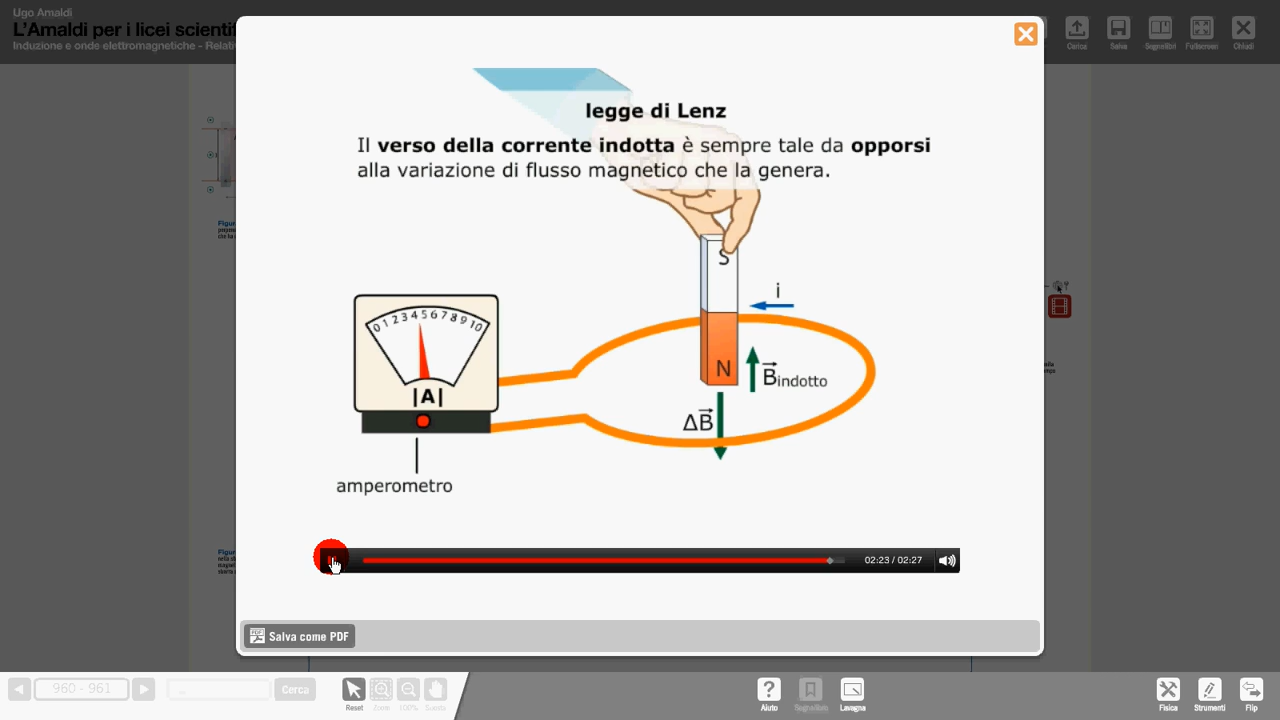 Ugo Amaldi
L'Amaldi per i licei scientif
Induzione e onde elettromagnetiche - Relati
Carica
Salva
Segnalibri
Fullscreen
Chiudi
legge di Lenz
Il verso della corrente indotta è sempre tale da opporsi
alla variazione di flusso magnetico che la genera.
S
i
0 1 2 3 4 5 6 7 8 9 10
N
B indotto
|A|
ΔB
amperometro
Figur
Figur
02:23 / 02:27
Salva come PDF
960 - 961
Cerca
Reset
Zoom
100%
Aiuto
Segnalibro
Lavagna
Fisica
Strumenti
Flip